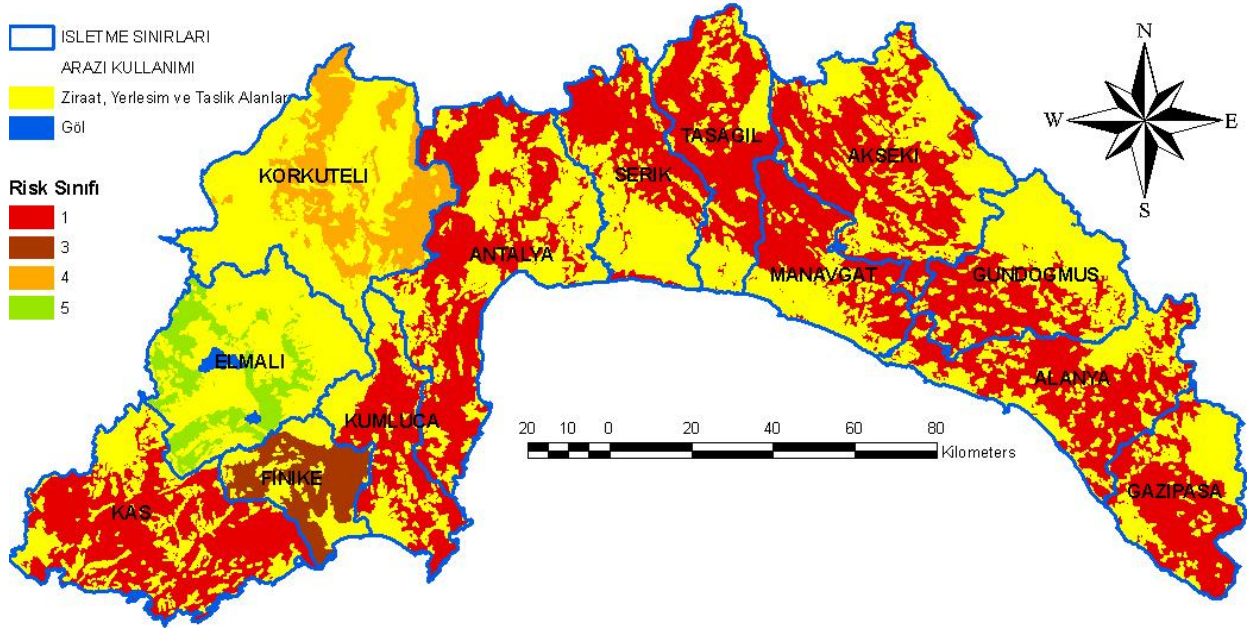 ISLETME SINIRLARI
ARAZI KULLANIMI
Ziraat, Yerlesim ve Taslik Alanlar
Göl
Risk Sınıfı
1
3
4
5
N
W
E
S
KORKUTELI
ANTALYA
SERIK
TASAGIL
AKSEKI
MANAVGAT
GUNDOGMUS
ELMALI
KUMLUCA
ALANYA
FINIKE
KAS
GAZIPASA
20 10 0 20 40 60 80
Kilometers